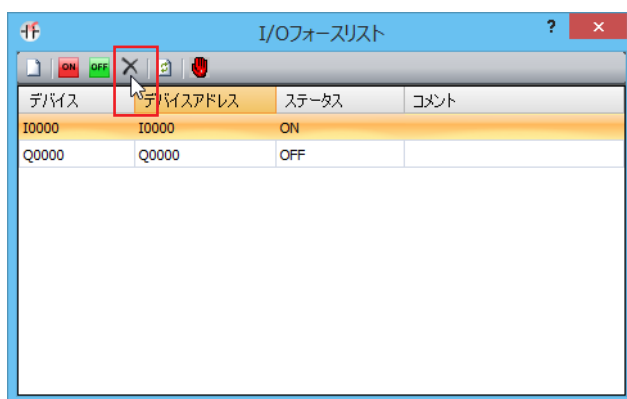 I/Oフォースリスト ?
ON OFF
デバイス デバイスアドレス ステータス コメント
I0000 I0000 ON
Q0000 Q0000 OFF